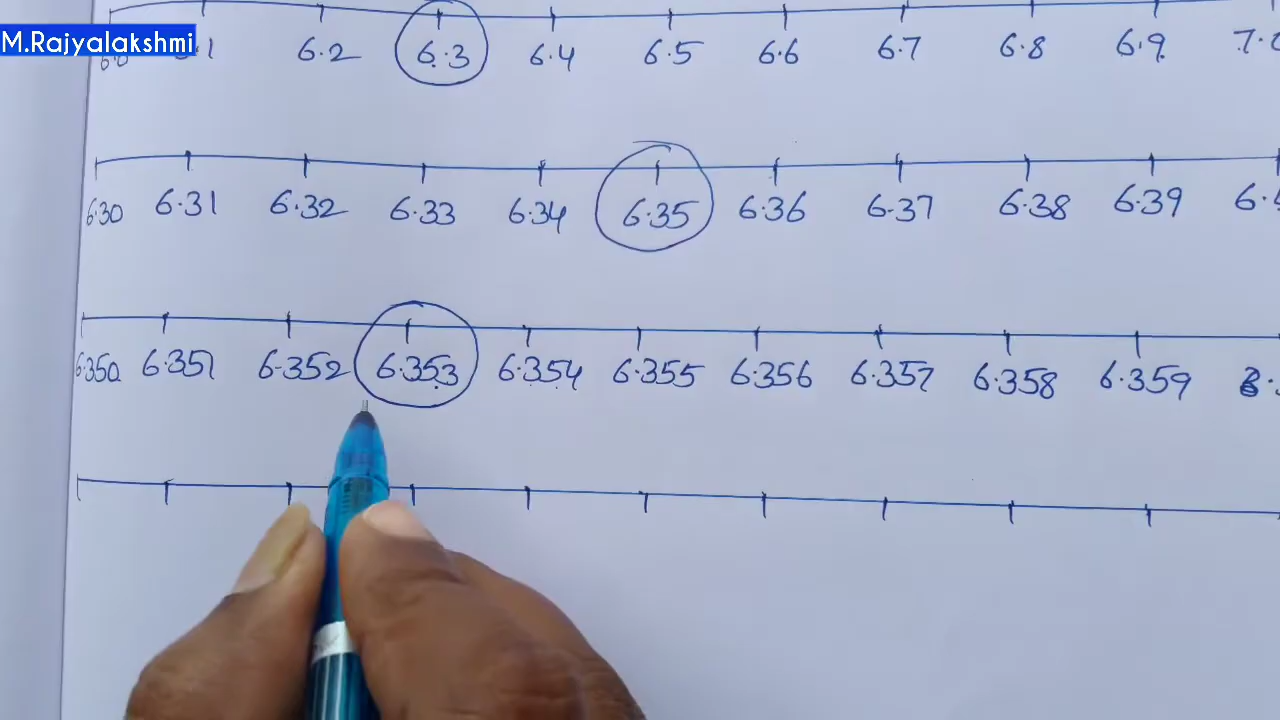 M.Rajyalakshmi
6.0 6.2 6.3 6.4 6.5 6.6 6.7 6.8 6.9
6.30 6.31 6.32 6.33 6.34 6.35 6.36 6.37 6.38 6.39
6.350 6.351 6.352 6.353 6.354 6.355 6.356 6.357 6.358 6.359